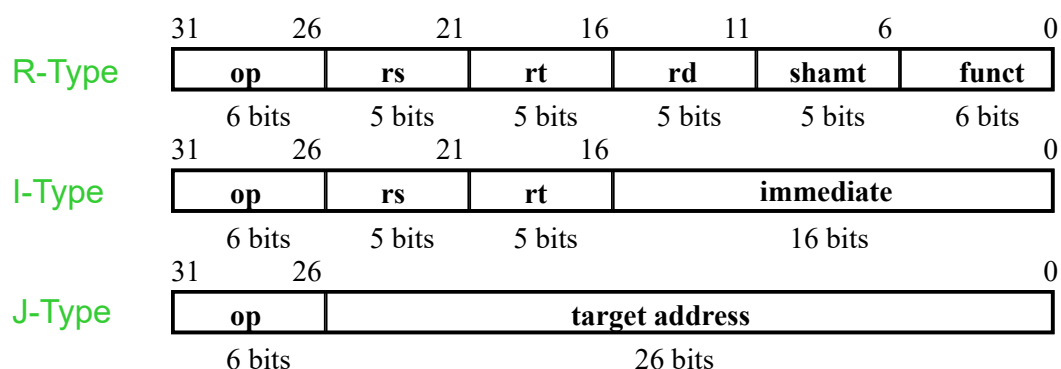 31 26 21 16 11 6 0
R-Type op rs rt rd shamt funct
6 bits 5 bits 5 bits 5 bits 5 bits 6 bits
31 26 21 16 0
I-Type op rs rt immediate
6 bits 5 bits 5 bits 16 bits
31 26 0
J-Type op target address
6 bits 26 bits